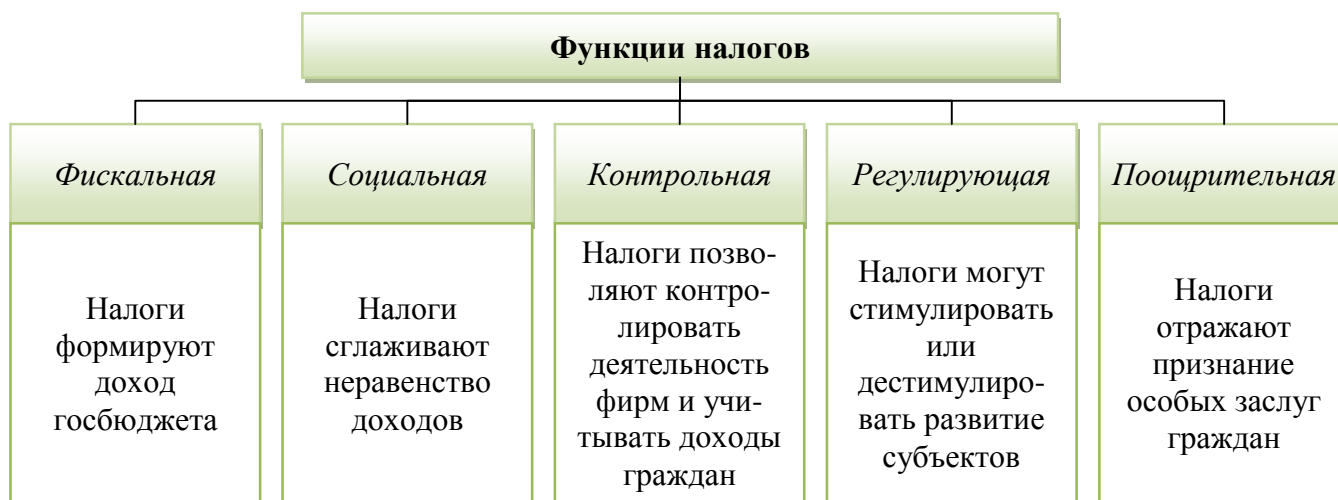 Функции налогов
Фискальная
Социальная
Контрольная
Регулирующая
Поощрительная
Налоги
формируют
доход
госбюджета
Налоги
сглаживают
неравенство
доходов
Налоги позво-
ляют контро-
лировать
деятельность
фирм и учи-
тывать доходы
граждан
Налоги могут
стимулировать
или
дестимулиро-
вать развитие
субъектов
Налоги
отражают
признание
особых заслуг
граждан